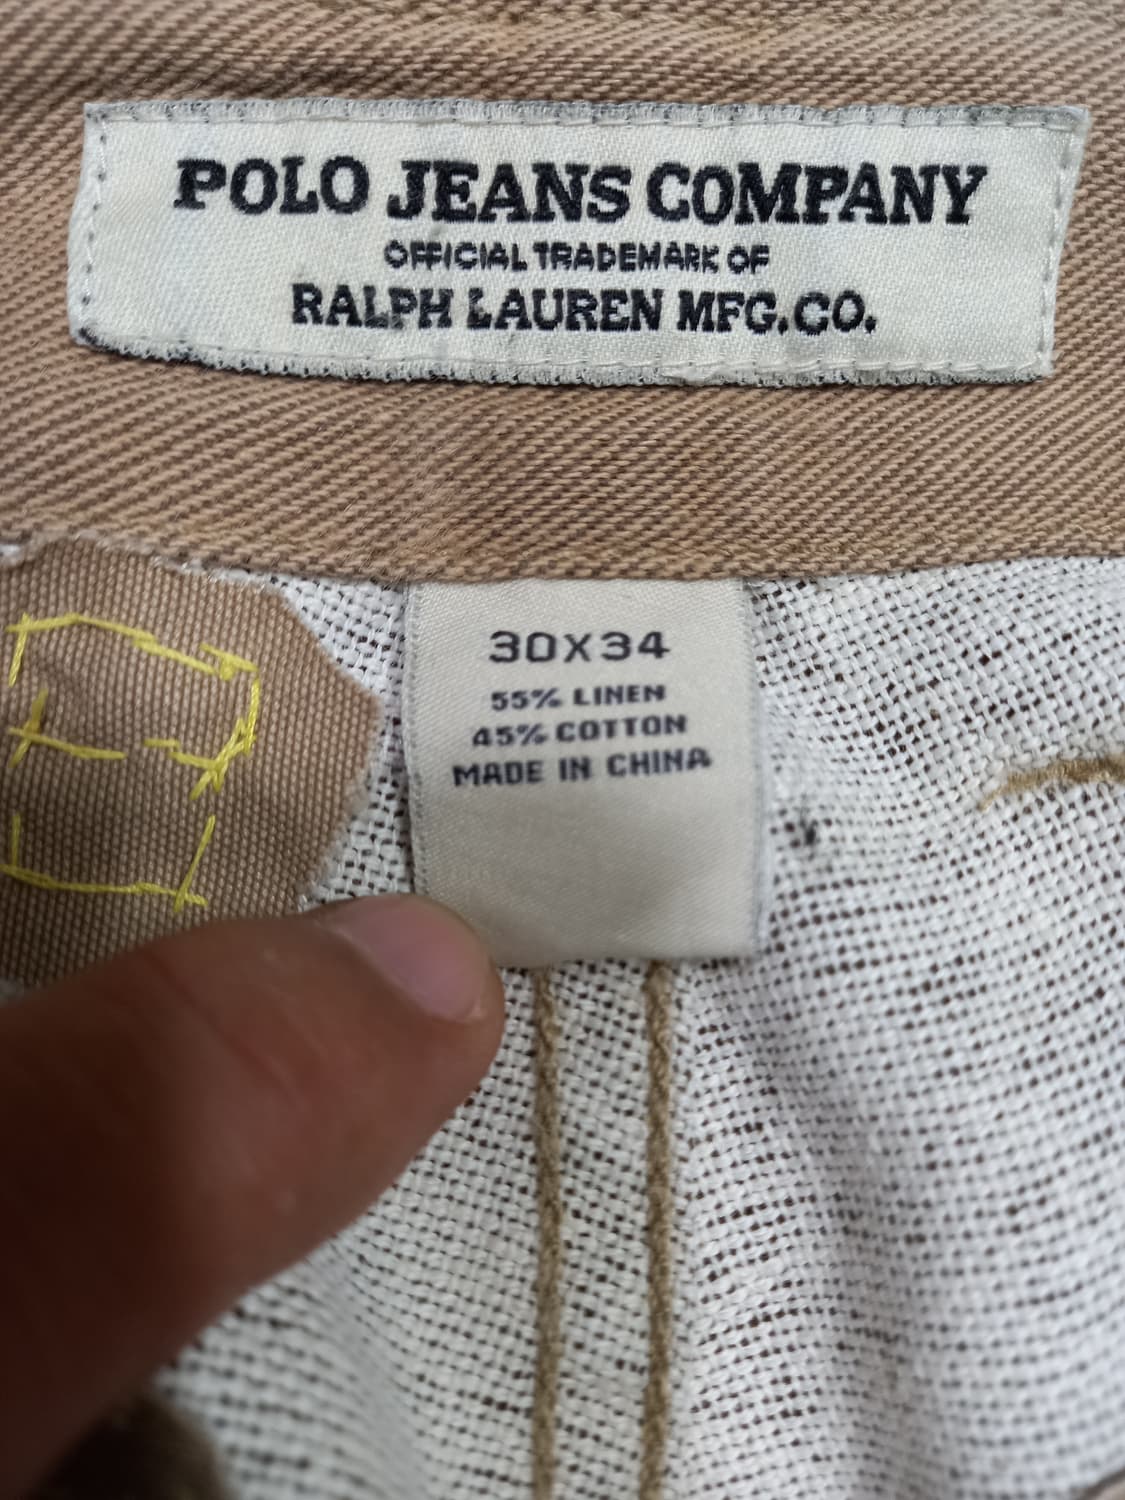 POLO JEANS COMPANY
OFFICIAL TRADEMARK OF
RALPH LAUREN MFG.CO.
30X34
55% LINEN
45% COTTON
MADE IN CHINA